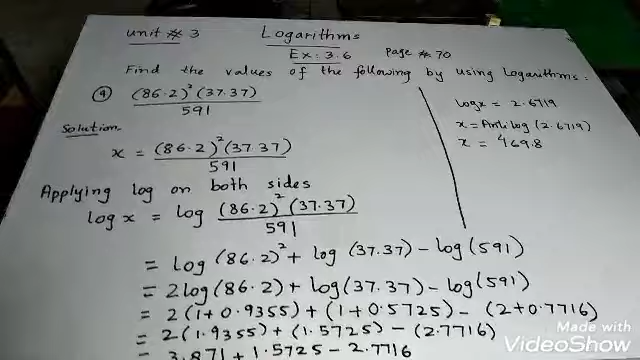 unit # 3 Logarithms
Ex: 3.6 page # 70
Find the values of the following by using logarithms:
④ (86.2)² (37.37)
591
Solution
x = (86.2)² (37.37)
591
Applying log on both sides
log x = log (86.2)² (37.37)
591
= log (86.2)² + log (37.37) - log (591)
= 2log (86.2) + log (37.37) - log (591)
= 2 (1+0.9355) + (1+0.5725) - (2+0.7716)
= 2(1.9355) + (1.5725) - (2.7716)
= 3.871 + 1.5725 - 2.7716
logx = 2.6719
x = Antilog (2.6719)
x = 469.8
Made with
VideoShow